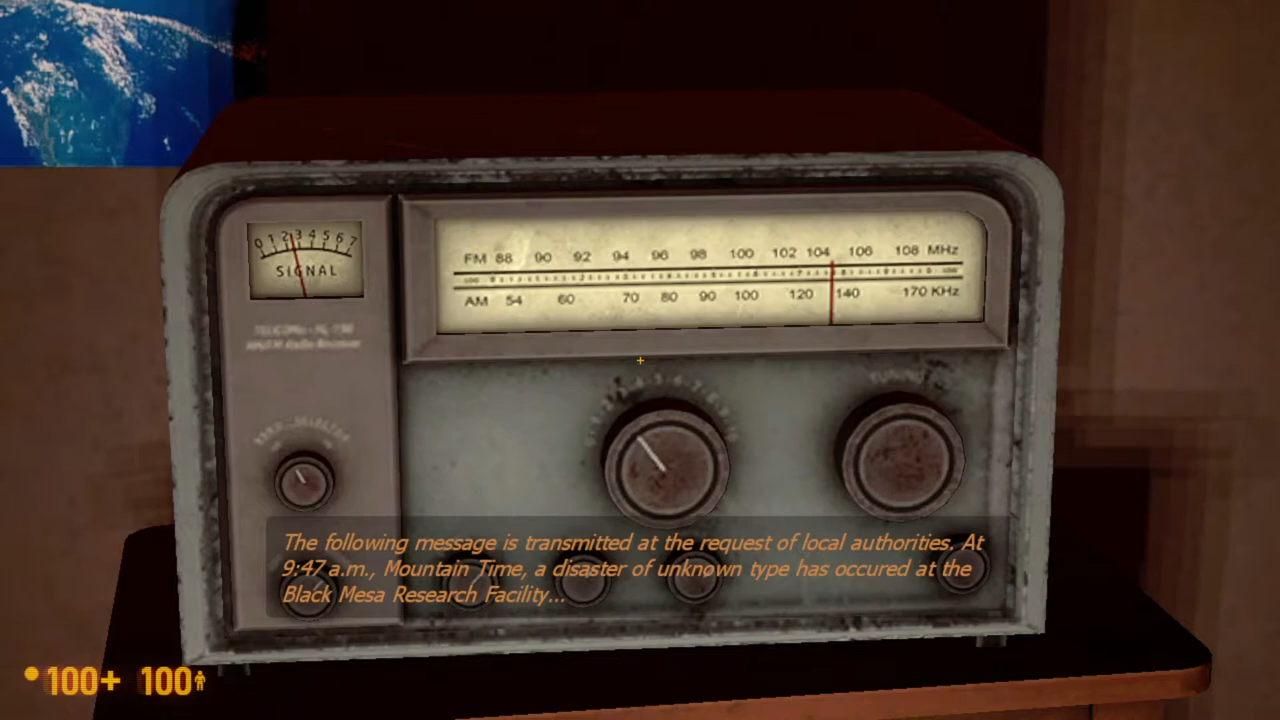 0 1 2 3 4 5 6 7
SIGNAL
FM 88 90 92 94 96 98 100 102 104 106 108 MHz
AM 54 60 70 80 90 100 120 140 170 KHz
TUNING
The following message is transmitted at the request of local authorities. At
9:47 a.m., Mountain Time, a disaster of unknown type has occured at the
Black Mesa Research Facility...
100+ 100